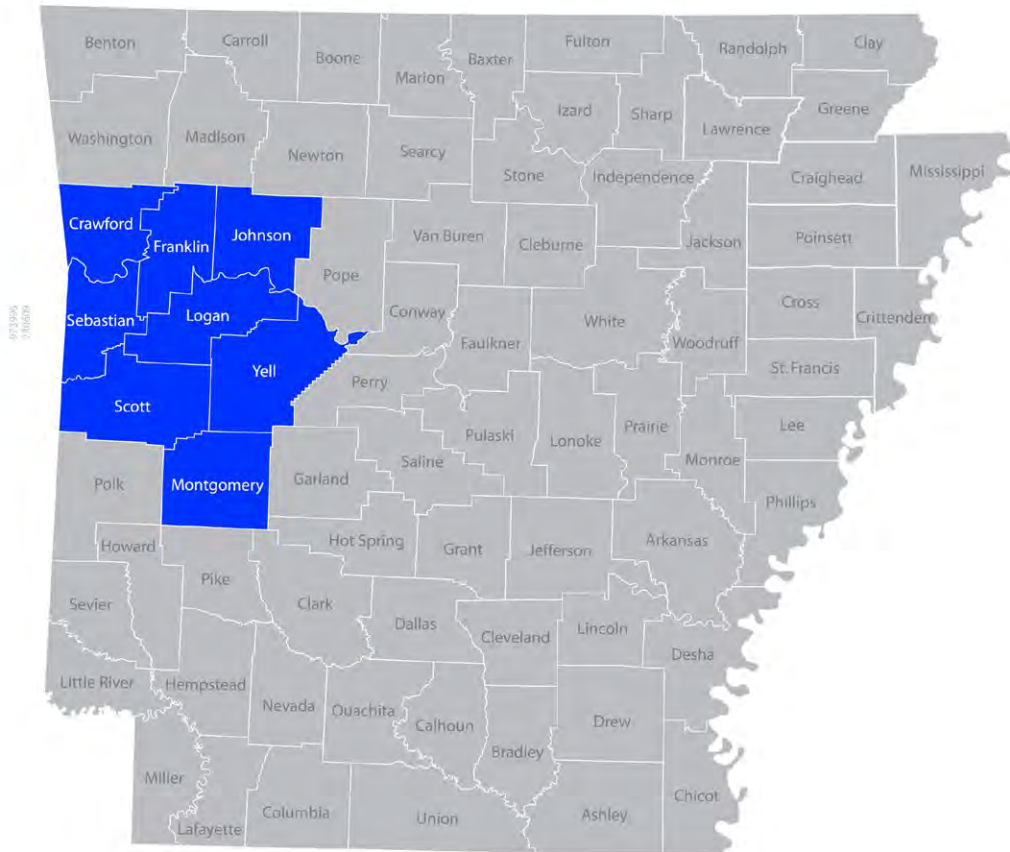 Benton
Carroll
Boone
Marion
Baxter
Fulton
Randolph
Clay
Washington
Madison
Newton
Searcy
Stone
Izard
Sharp
Lawrence
Greene
Independence
Craighead
Mississippi
Crawford
Franklin
Johnson
Pope
Van Buren
Cleburne
Jackson
Poinsett
Sebastian
Logan
Conway
Faulkner
White
Woodruff
Cross
Crittenden
Scott
Yell
Perry
St. Francis
Polk
Montgomery
Garland
Saline
Pulaski
Lonoke
Prairie
Monroe
Lee
Phillips
Howard
Pike
Hot Spring
Grant
Jefferson
Arkansas
Sevier
Clark
Dallas
Cleveland
Lincoln
Desha
Little River
Hempstead
Nevada
Ouachita
Calhoun
Bradley
Drew
Miller
Lafayette
Columbia
Union
Ashley
Chicot